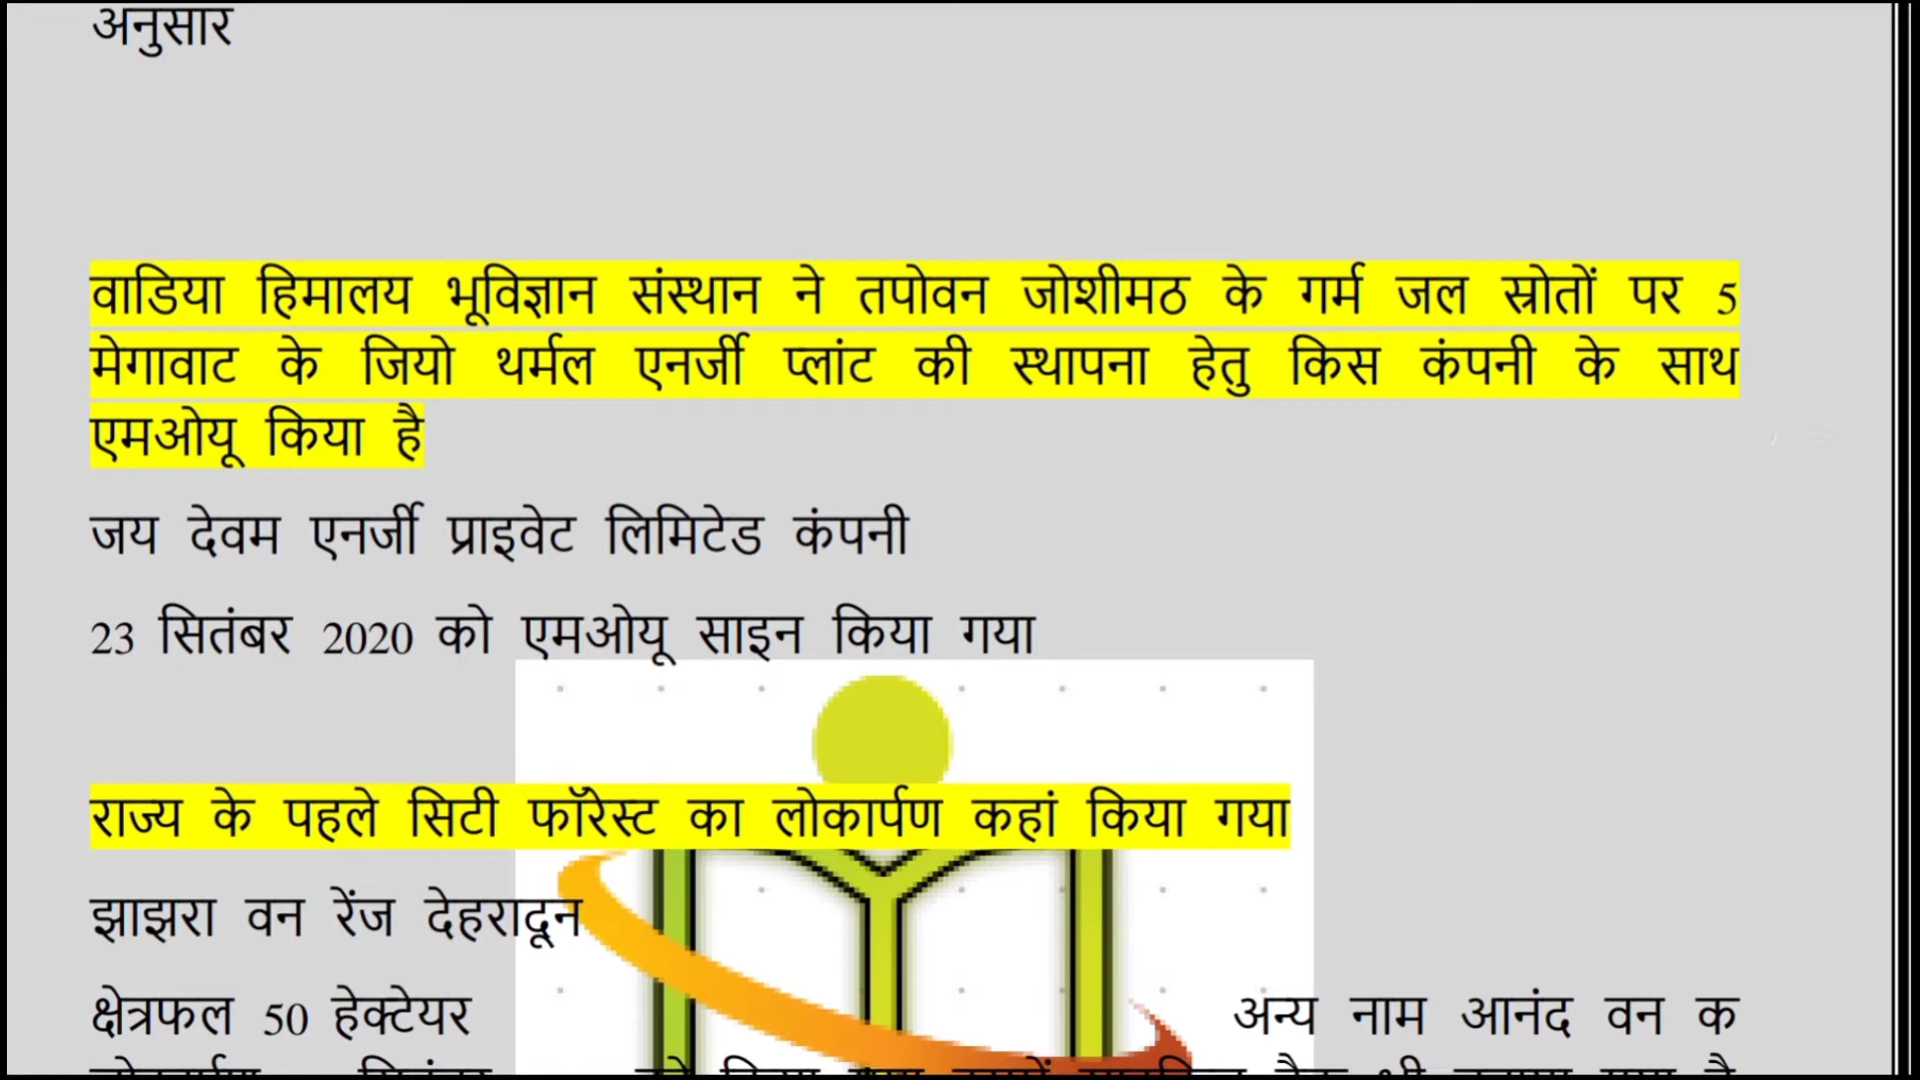 अनुसार
वाडिया हिमालय भूविज्ञान संस्थान ने तपोवन जोशीमठ के गर्म जल स्रोतों पर 5
मेगावाट के जियो थर्मल एनर्जी प्लांट की स्थापना हेतु किस कंपनी के साथ
एमओयू किया है
जय देवम एनर्जी प्राइवेट लिमिटेड कंपनी
23 सितंबर 2020 को एमओयू साइन किया गया
राज्य के पहले सिटी फॉरेस्ट का लोकार्पण कहां किया गया
झाझरा वन रेंज देहरादून
क्षेत्रफल 50 हेक्टेयर अन्य नाम आनंद वन क